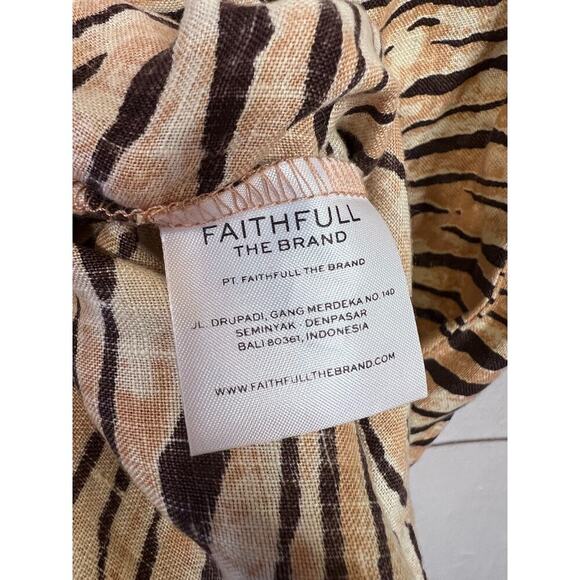 FAITHFULL
THE BRAND
PT. FAITHFULL THE BRAND
JL. DRUPADI, GANG MERDEKA NO. 14D
SEMINYAK - DENPASAR
BALI 80361, INDONESIA
WWW.FAITHFULLTHEBRAND.COM